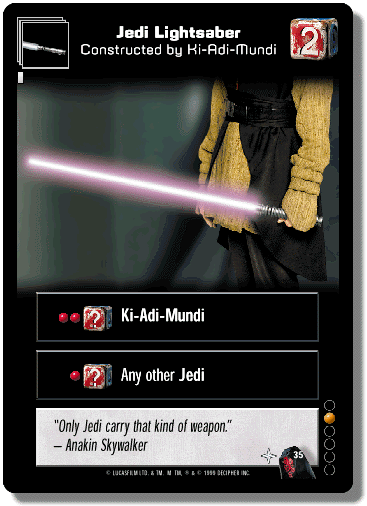 Jedi Lightsaber
Constructed by Ki-Adi-Mundi
2
? Ki-Adi-Mundi
? Any other Jedi
"Only Jedi carry that kind of weapon."
– Anakin Skywalker
35
© LUCASFILM LTD. & TM. M, TM, ® & © 1999 DECIPHER INC.